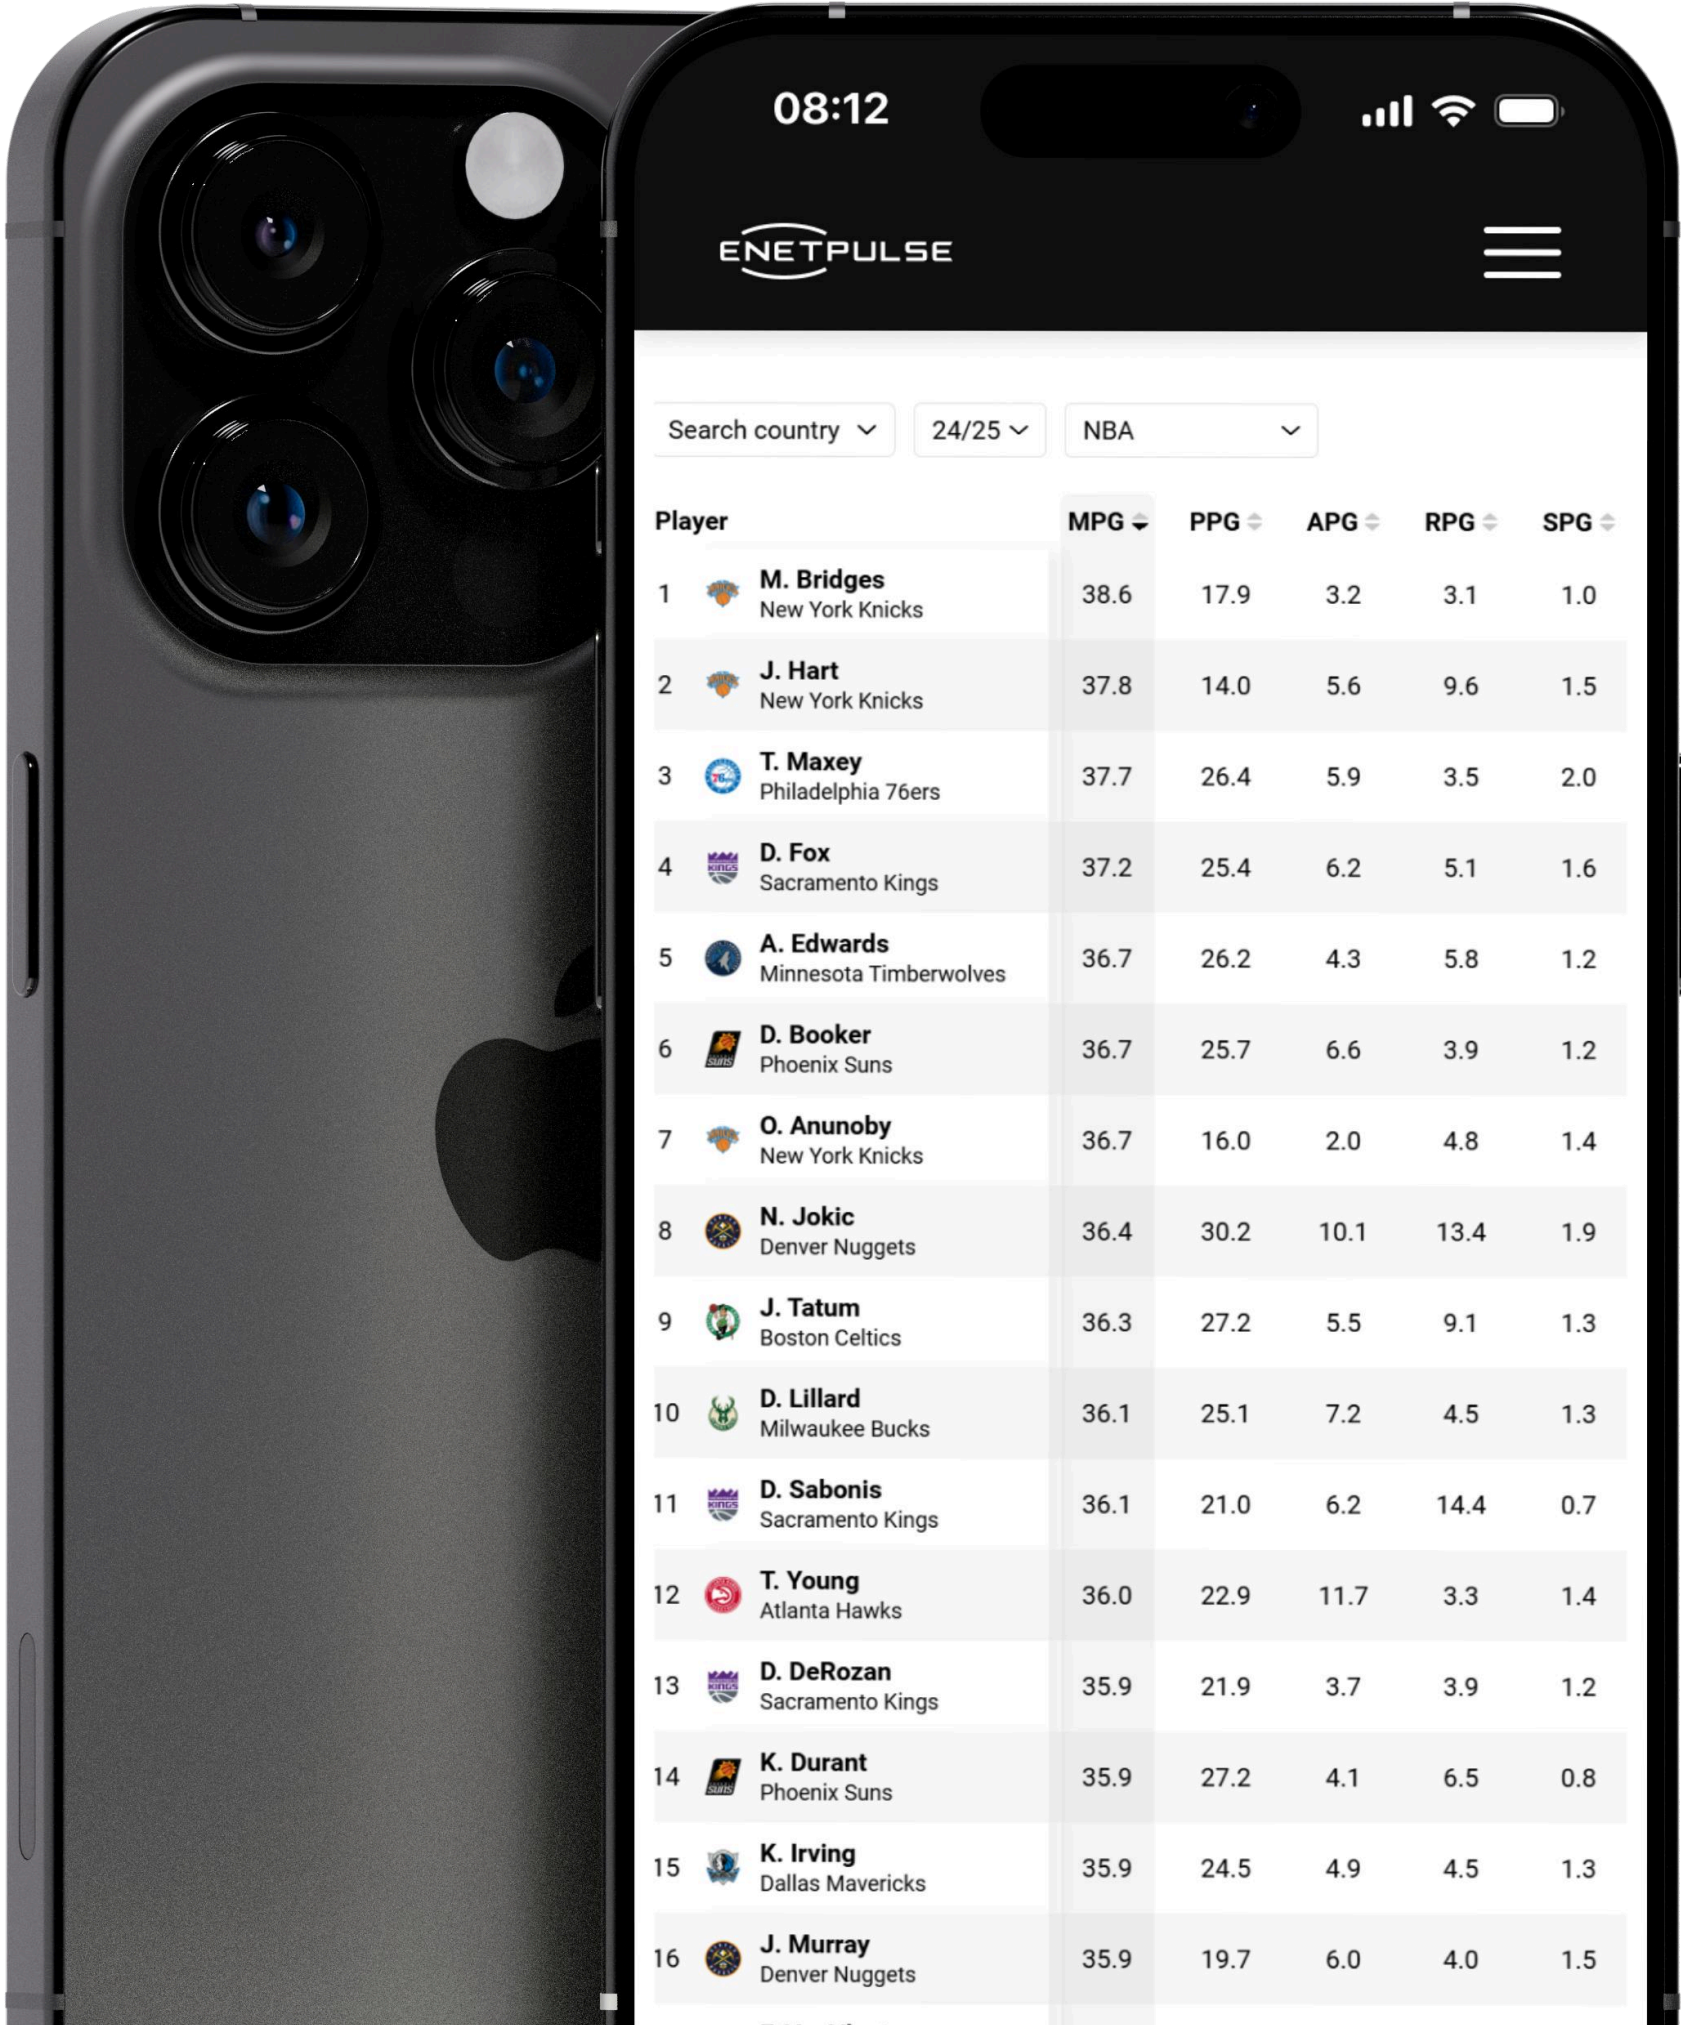 08:12
ENETPULSE
Search country 24/25 NBA
Player MPG PPG APG RPG SPG
1 M. Bridges 38.6 17.9 3.2 3.1 1.0
New York Knicks
2 J. Hart 37.8 14.0 5.6 9.6 1.5
New York Knicks
3 T. Maxey 37.7 26.4 5.9 3.5 2.0
Philadelphia 76ers
4 D. Fox 37.2 25.4 6.2 5.1 1.6
Sacramento Kings
5 A. Edwards 36.7 26.2 4.3 5.8 1.2
Minnesota Timberwolves
6 D. Booker 36.7 25.7 6.6 3.9 1.2
Phoenix Suns
7 O. Anunoby 36.7 16.0 2.0 4.8 1.4
New York Knicks
8 N. Jokic 36.4 30.2 10.1 13.4 1.9
Denver Nuggets
9 J. Tatum 36.3 27.2 5.5 9.1 1.3
Boston Celtics
10 D. Lillard 36.1 25.1 7.2 4.5 1.3
Milwaukee Bucks
11 D. Sabonis 36.1 21.0 6.2 14.4 0.7
Sacramento Kings
12 T. Young 36.0 22.9 11.7 3.3 1.4
Atlanta Hawks
13 D. DeRozan 35.9 21.9 3.7 3.9 1.2
Sacramento Kings
14 K. Durant 35.9 27.2 4.1 6.5 0.8
Phoenix Suns
15 K. Irving 35.9 24.5 4.9 4.5 1.3
Dallas Mavericks
16 J. Murray 35.9 19.7 6.0 4.0 1.5
Denver Nuggets